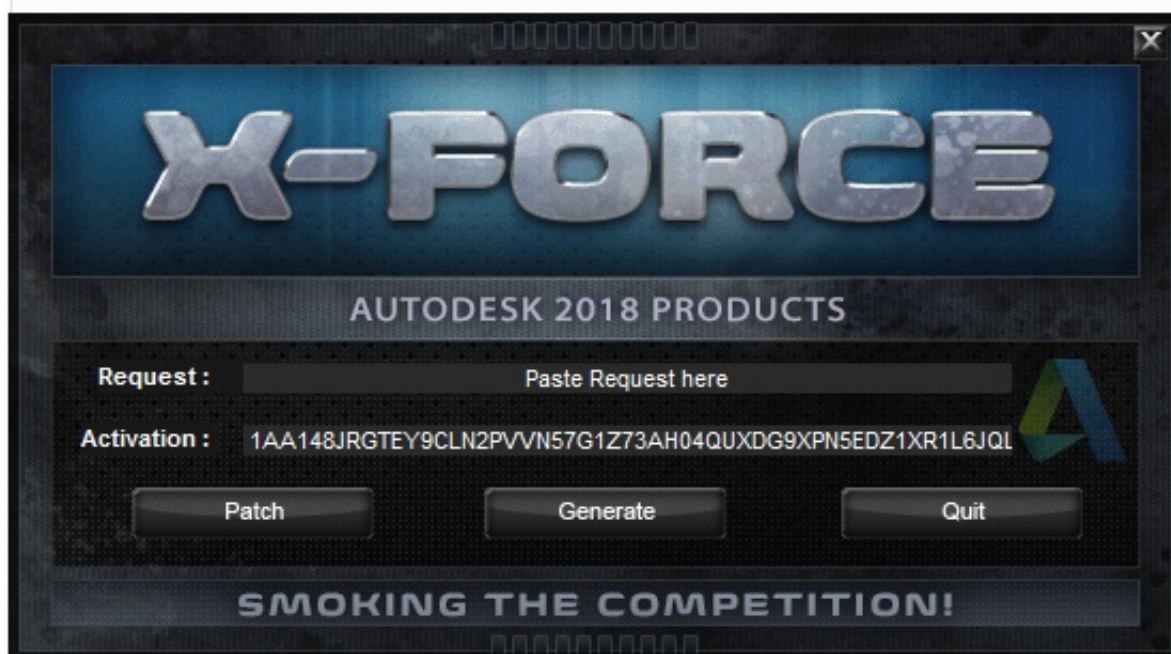 X-FORCE
AUTODESK 2018 PRODUCTS
Request : Paste Request here
Activation : 1AA148JRGTEY9CLN2PVVN57G1Z73AH04QUXDG9XPN5EDZ1XR1L6JQL
Patch Generate Quit
SMOKING THE COMPETITION!